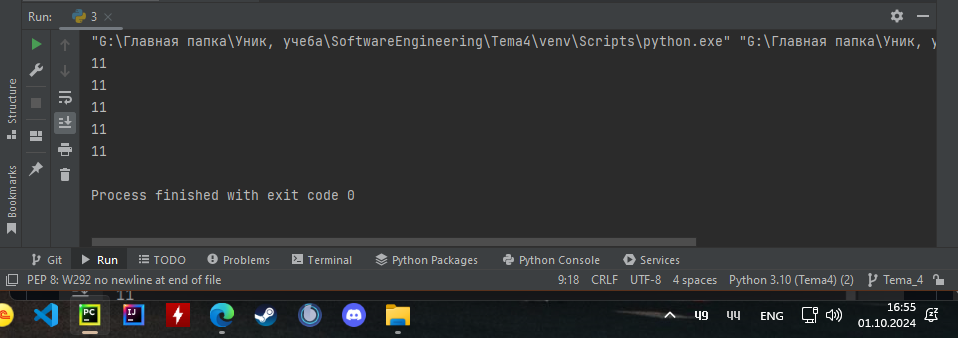 Run: 3
"G:\Главная папка\Уник, учеба\SoftwareEngineering\Tema4\venv\Scripts\python.exe" "G:\Главная папка\Уник,
11
11
11
11
11
Process finished with exit code 0
Structure
Bookmarks
Git Run TODO Problems Terminal Python Packages Python Console Services
PEP 8: W292 no newline at end of file 9:18 CRLF UTF-8 4 spaces Python 3.10 (Tema4) (2) Tema_4
11
PC IJ ENG 16:55
01.10.2024